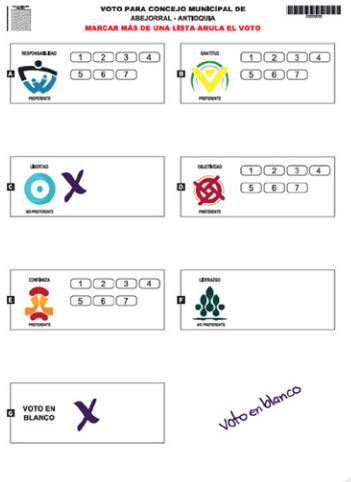 VOTO PARA CONCEJO MUNICIPAL DE
ABEJORRAL - ANTIOQUIA
MARCAR MÁS DE UNA LISTA ANULA EL VOTO
RESPONSABILIDAD
A
1 2 3 4
5 6 7
PREFERENTE
GRATITUD
B
1 2 3 4
5 6 7
PREFERENTE
LIBERTAD
C
X
NO PREFERENTE
OBJETIVIDAD
D
1 2 3 4
5 6 7
PREFERENTE
CONFIANZA
E
1 2 3 4
5 6 7
PREFERENTE
LIDERAZGO
F
NO PREFERENTE
G
VOTO EN
BLANCO
X
voto en blanco